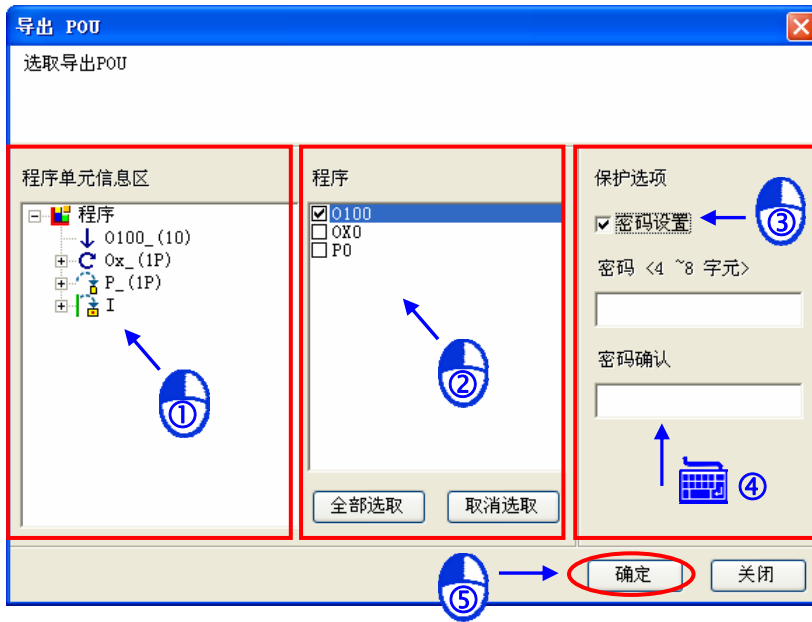 导出 POU
选取导出POU
程序单元信息区
程序
O100_(10)
Ox_(1P)
P_(1P)
I
①
程序
O100
OX0
P0
②
全部选取
取消选取
保护选项
密码设置
③
密码 <4 ~8 字元>
密码确认
④
⑤
确定
关闭